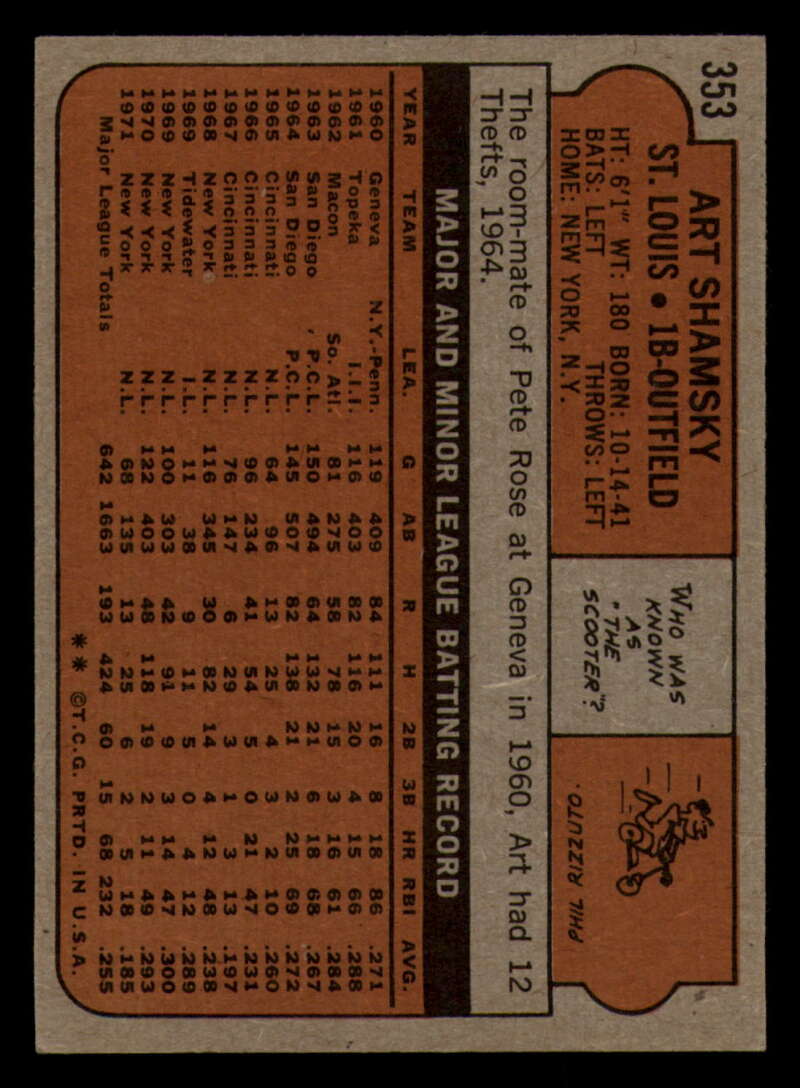 353
ART SHAMSKY
ST. LOUIS • 1B-OUTFIELD
HT: 6'1" WT: 180 BORN: 10-14-41
BATS: LEFT THROWS: LEFT
HOME: NEW YORK, N.Y.
WHO WAS
KNOWN
AS
"THE
SCOOTER"?
PHIL RIZZUTO.
The room-mate of Pete Rose at Geneva in 1960, Art had 12
Thefts, 1964.
MAJOR AND MINOR LEAGUE BATTING RECORD
YEAR TEAM LEA. G AB R H 2B 3B HR RBI AVG.
1960 Geneva N.Y.-Penn. 119 409 84 111 16 8 18 86 .271
1961 Topeka I.I.I. 116 403 82 116 20 4 15 66 .288
1962 Macon So. Atl. 81 275 58 78 15 3 16 61 .284
1963 San Diego P.C.L. 150 494 64 132 21 6 18 68 .267
1964 San Diego P.C.L. 145 507 82 138 21 2 25 69 .272
1965 Cincinnati N.L. 64 96 13 25 4 3 2 10 .260
1966 Cincinnati N.L. 96 234 41 54 5 0 21 47 .231
1967 Cincinnati N.L. 76 147 6 29 3 1 3 13 .197
1968 New York N.L. 116 345 30 82 14 4 12 48 .238
1969 Tidewater I.L. 11 38 9 11 5 0 4 12 .289
1969 New York N.L. 100 303 42 91 9 3 14 47 .300
1970 New York N.L. 122 403 48 118 19 2 11 49 .293
1971 New York N.L. 68 135 13 25 6 2 5 18 .185
Major League Totals 642 1663 193 424 60 15 68 232 .255
** ©T.C.G. PRTD. IN U.S.A.